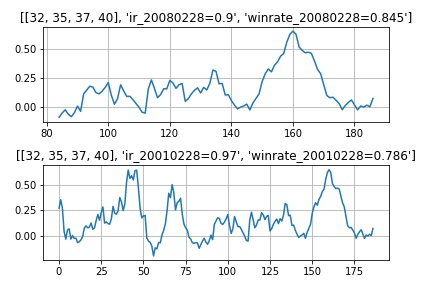 [[32, 35, 37, 40], 'ir_20080228=0.9', 'winrate_20080228=0.845']
0.50
0.25
0.00
80 100 120 140 160 180
[[32, 35, 37, 40], 'ir_20010228=0.97', 'winrate_20010228=0.786']
0.50
0.25
0.00
0 25 50 75 100 125 150 175